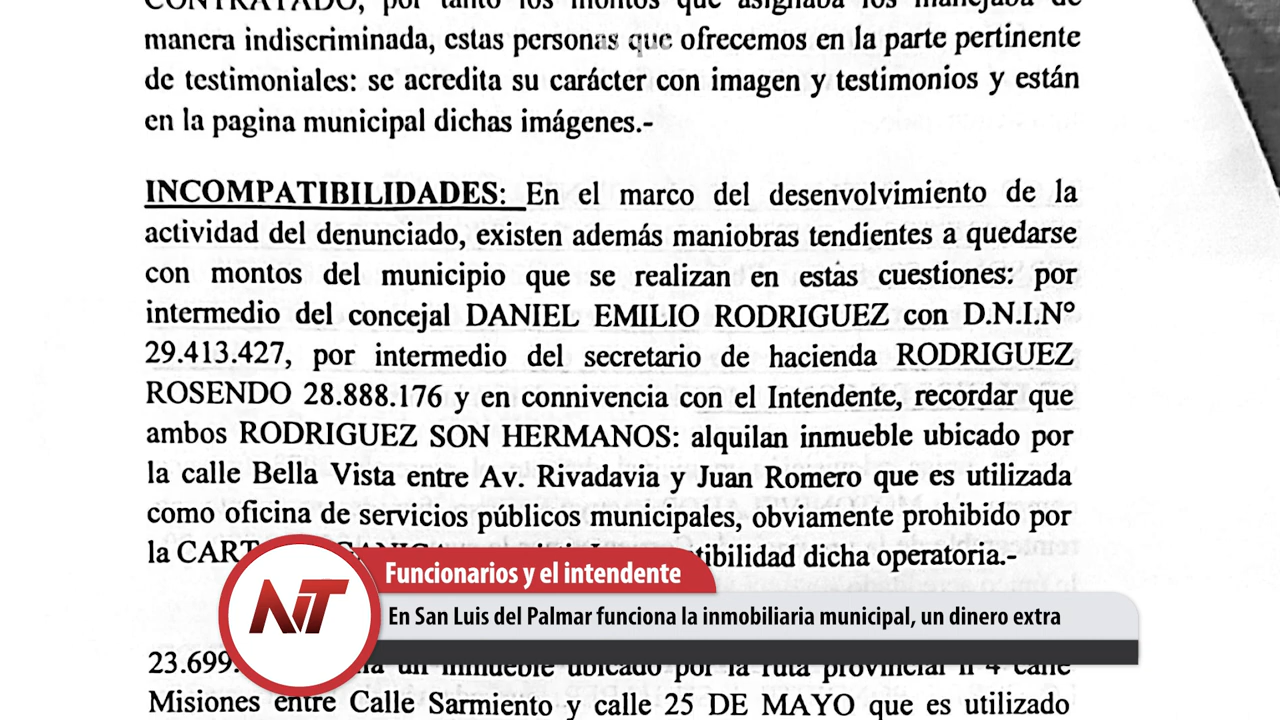 CONTRATADO, por tanto los montos que asignaba los manejaba de
manera indiscriminada, estas personas que ofrecemos en la parte pertinente
de testimoniales: se acredita su carácter con imagen y testimonios y están
en la pagina municipal dichas imágenes.-
INCOMPATIBILIDADES: En el marco del desenvolvimiento de la
actividad del denunciado, existen además maniobras tendientes a quedarse
con montos del municipio que se realizan en estas cuestiones: por
intermedio del concejal DANIEL EMILIO RODRIGUEZ con D.N.I.N°
29.413.427, por intermedio del secretario de hacienda RODRIGUEZ
ROSENDO 28.888.176 y en connivencia con el Intendente, recordar que
ambos RODRIGUEZ SON HERMANOS: alquilan inmueble ubicado por
la calle Bella Vista entre Av. Rivadavia y Juan Romero que es utilizada
como oficina de servicios públicos municipales, obviamente prohibido por
la dicha operatoria.-
NT
Funcionarios y el intendente
En San Luis del Palmar funciona la inmobiliaria municipal, un dinero extra
23.699. un inmueble ubicado por la ruta provincial n 4 calle
Misiones entre Calle Sarmiento y calle 25 DE MAYO que es utilizado